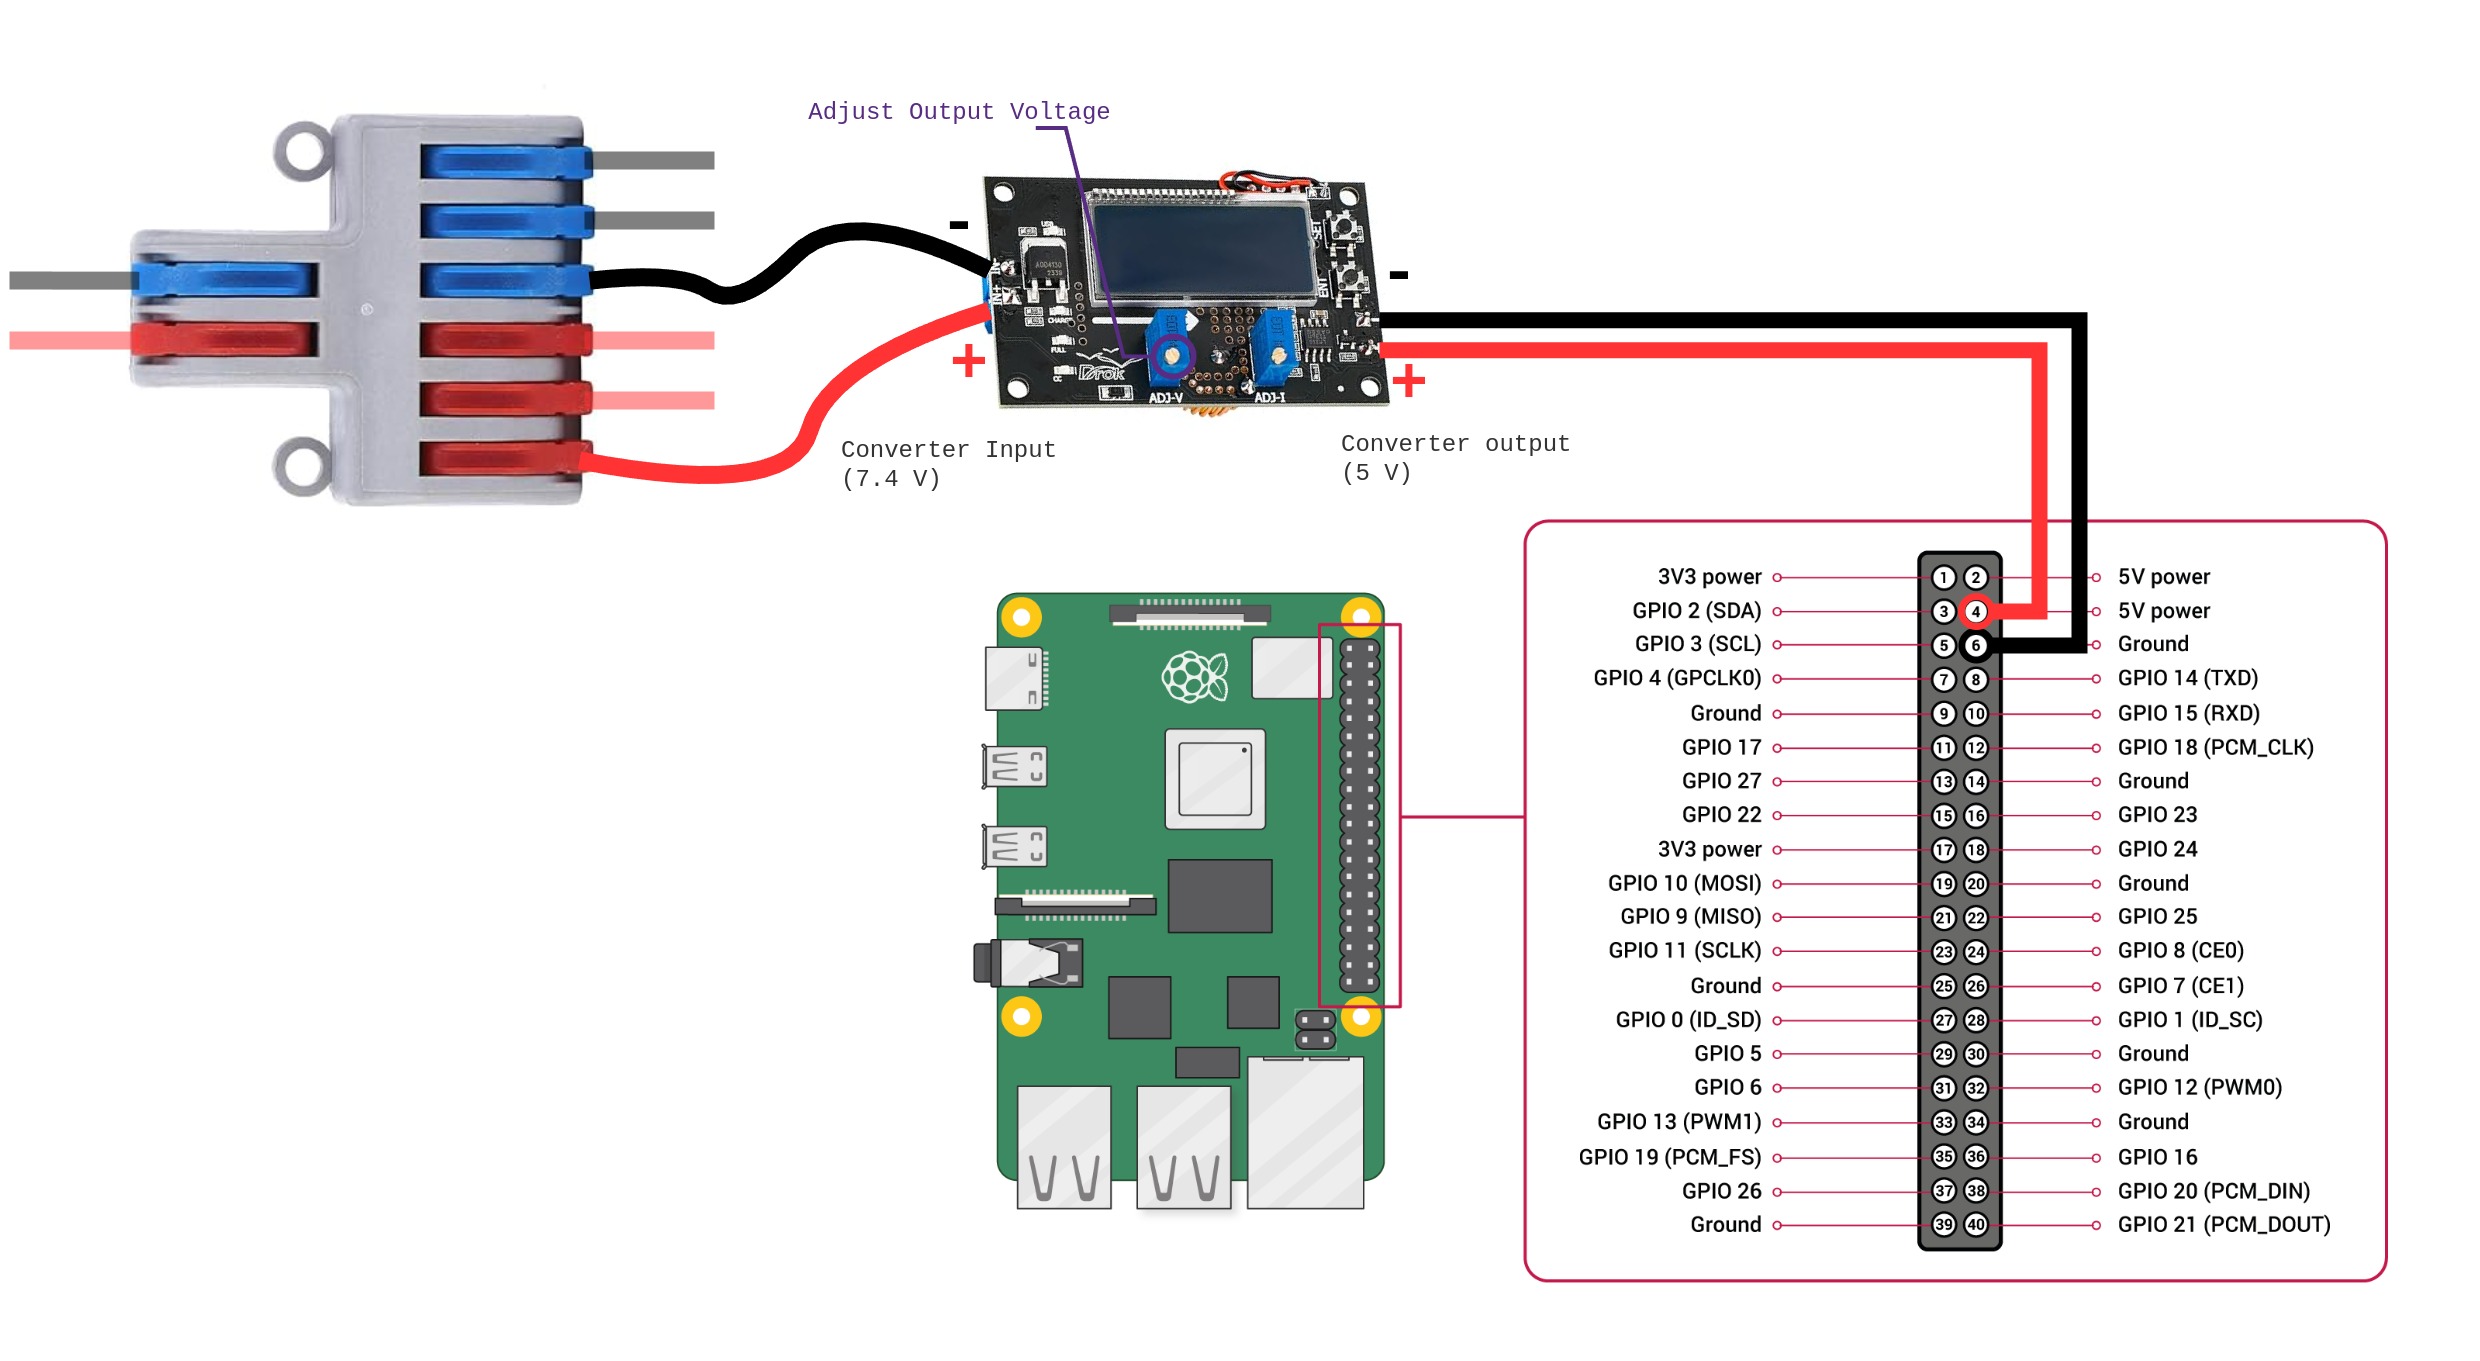 Adjust Output Voltage
-
+
Converter Input
(7.4 V)
IN+
CHARGE
FULL
Drok
ADJ-V
ADJ-I
SET
ENT
-
+
Converter output
(5 V)
3V3 power 1 2 5V power
GPIO 2 (SDA) 3 4 5V power
GPIO 3 (SCL) 5 6 Ground
GPIO 4 (GPCLK0) 7 8 GPIO 14 (TXD)
Ground 9 10 GPIO 15 (RXD)
GPIO 17 11 12 GPIO 18 (PCM_CLK)
GPIO 27 13 14 Ground
GPIO 22 15 16 GPIO 23
3V3 power 17 18 GPIO 24
GPIO 10 (MOSI) 19 20 Ground
GPIO 9 (MISO) 21 22 GPIO 25
GPIO 11 (SCLK) 23 24 GPIO 8 (CE0)
Ground 25 26 GPIO 7 (CE1)
GPIO 0 (ID_SD) 27 28 GPIO 1 (ID_SC)
GPIO 5 29 30 Ground
GPIO 6 31 32 GPIO 12 (PWM0)
GPIO 13 (PWM1) 33 34 Ground
GPIO 19 (PCM_FS) 35 36 GPIO 16
GPIO 26 37 38 GPIO 20 (PCM_DIN)
Ground 39 40 GPIO 21 (PCM_DOUT)